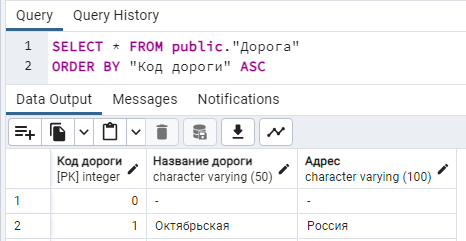 Query Query History
1 SELECT * FROM public."Дорога"
2 ORDER BY "Код дороги" ASC
Data Output Messages Notifications
Код дороги Название дороги Адрес
[PK] integer character varying (50) character varying (100)
1 0 - -
2 1 Октябрьская Россия